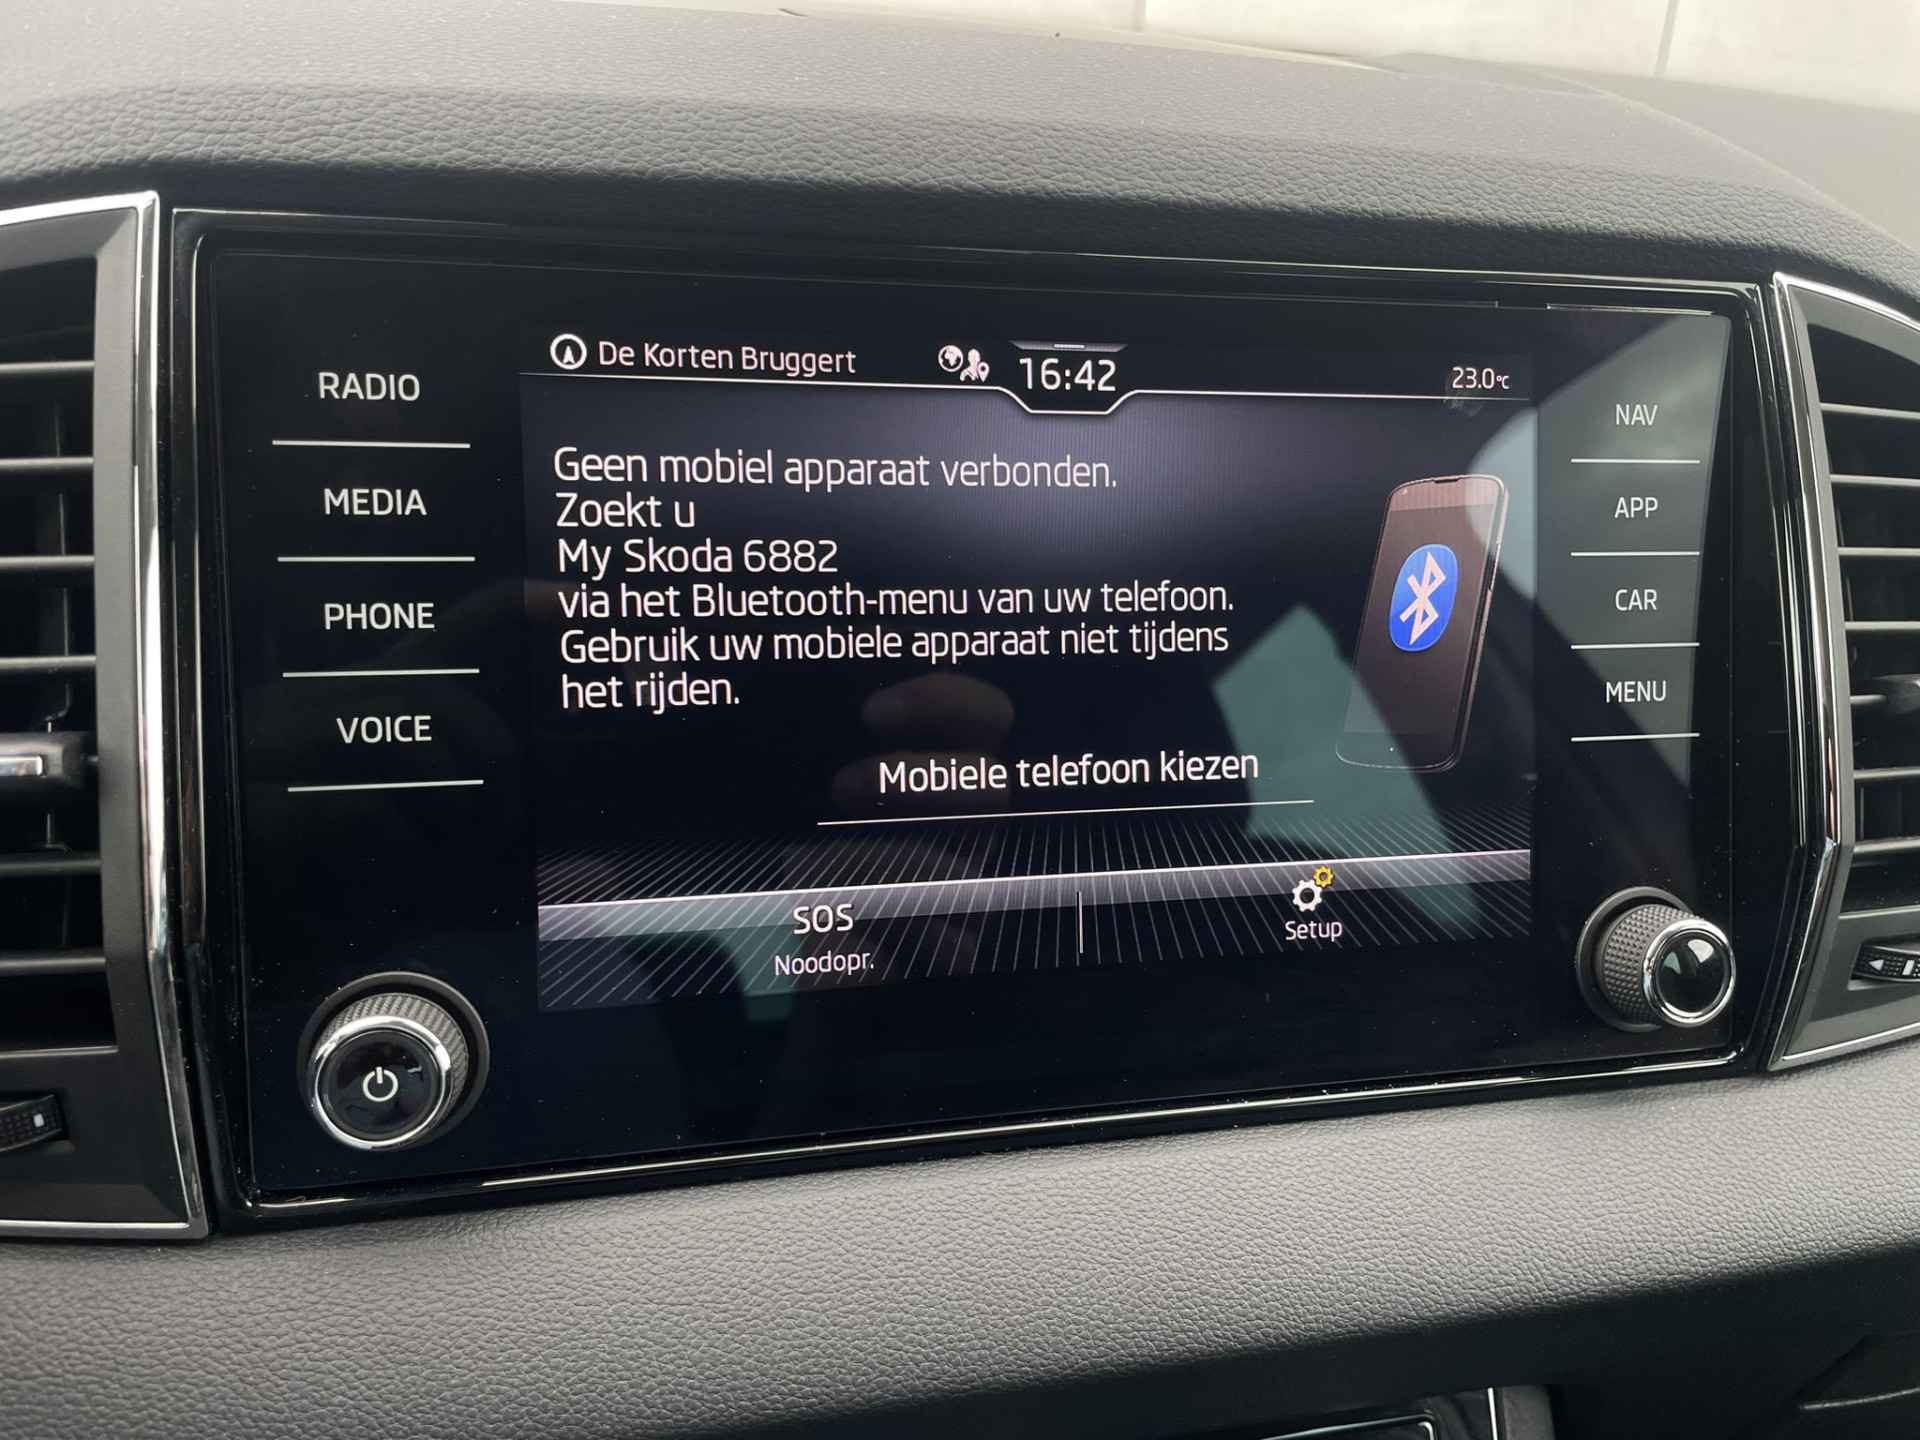 De Korten Bruggert
16:42
23.0°C
RADIO
MEDIA
PHONE
VOICE
Geen mobiel apparaat verbonden.
Zoekt u
My Skoda 6882
via het Bluetooth-menu van uw telefoon.
Gebruik uw mobiele apparaat niet tijdens
het rijden.
Mobiele telefoon kiezen
SOS
Noodopr.
Setup
NAV
APP
CAR
MENU